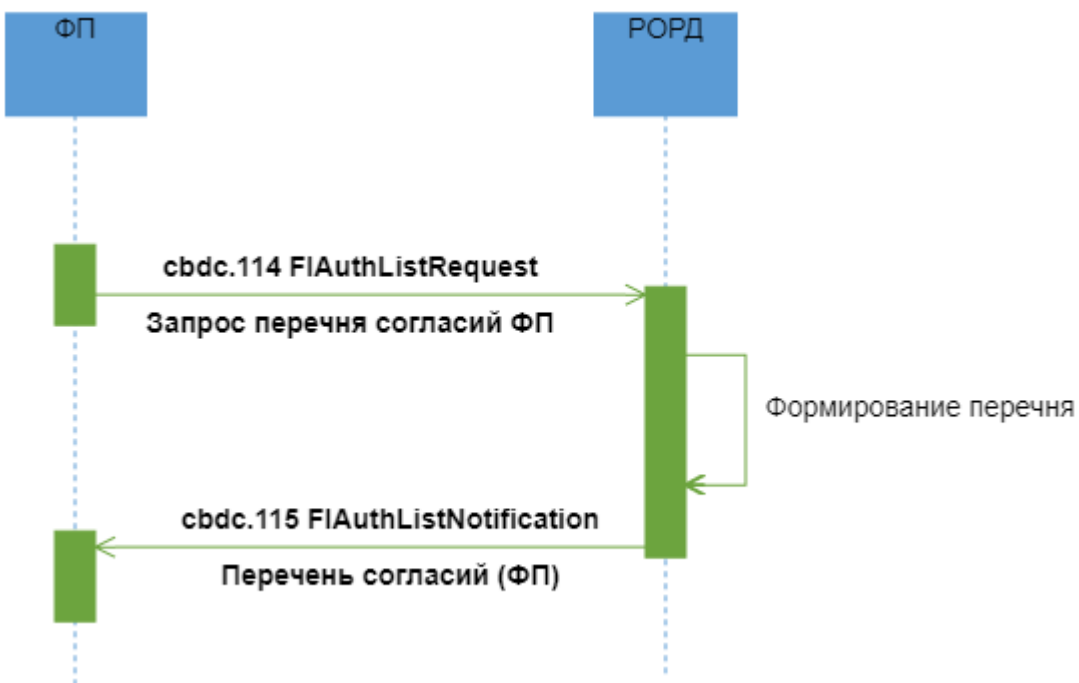 ФП
РОРД
cbdc.114 FIAuthListRequest
Запрос перечня согласий ФП
Формирование перечня
cbdc.115 FIAuthListNotification
Перечень согласий (ФП)